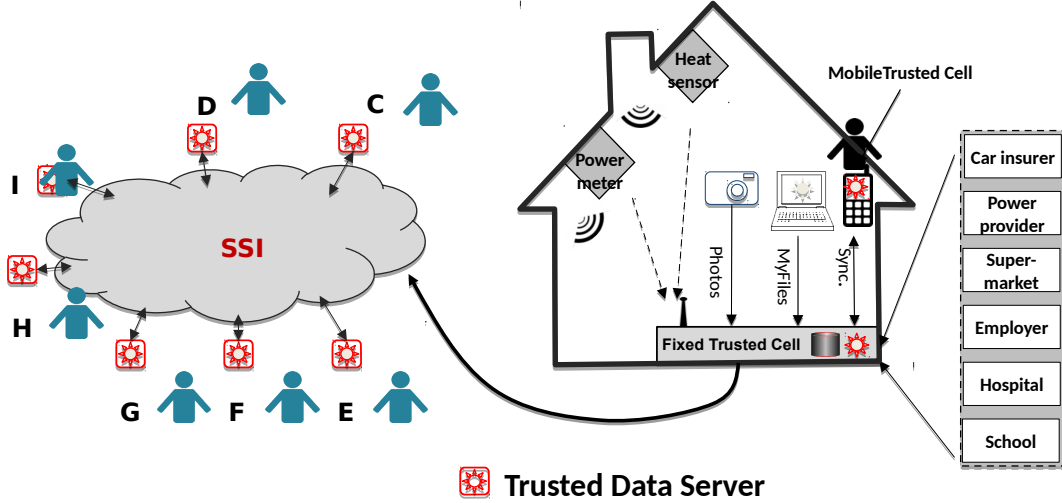 D
C
I
H
G
F
E
SSI
Heat
sensor
Power
meter
MobileTrusted Cell
Photos
MyFiles
Sync.
Fixed Trusted Cell
Car insurer
Power
provider
Super-
market
Employer
Hospital
School
Trusted Data Server